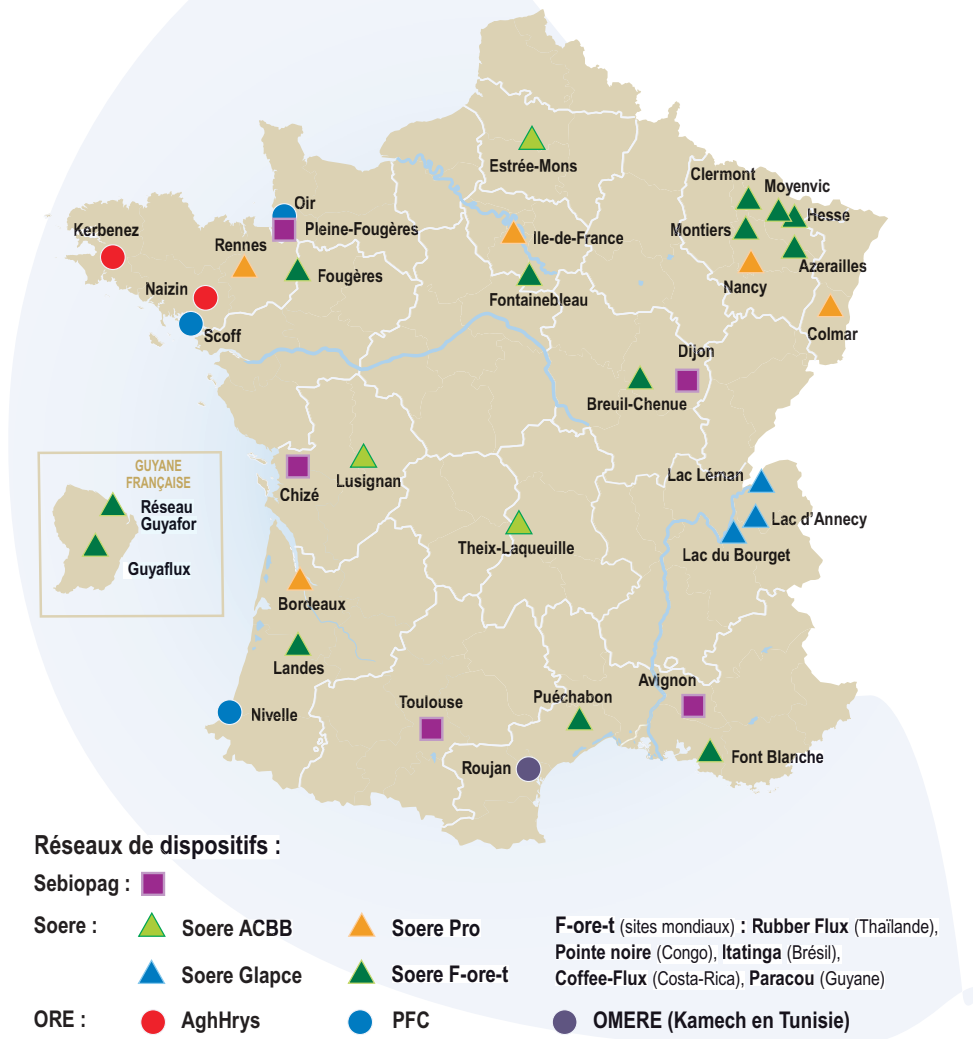 Estrée-Mons
Clermont
Moyenvic
Hesse
Oir
Pleine-Fougères
Kerbenez
Rennes
Ile-de-France
Montiers
Azerailles
Fougères
Nancy
Naizin
Fontainebleau
Scoff
Colmar
Dijon
Breuil-Chenue
GUYANE
FRANÇAISE
Réseau
Guyafor
Guyaflux
Chizé
Lusignan
Lac Léman
Lac d'Annecy
Theix-Laqueuille
Lac du Bourget
Bordeaux
Landes
Avignon
Puéchabon
Toulouse
Nivelle
Font Blanche
Roujan
Réseaux de dispositifs :
Sebiopag :
Soere : Soere ACBB Soere Pro
Soere Glapce Soere F-ore-t
F-ore-t (sites mondiaux) : Rubber Flux (Thaïlande),
Pointe noire (Congo), Itatinga (Brésil),
Coffee-Flux (Costa-Rica), Paracou (Guyane)
ORE : AghHrys PFC OMERE (Kamech en Tunisie)